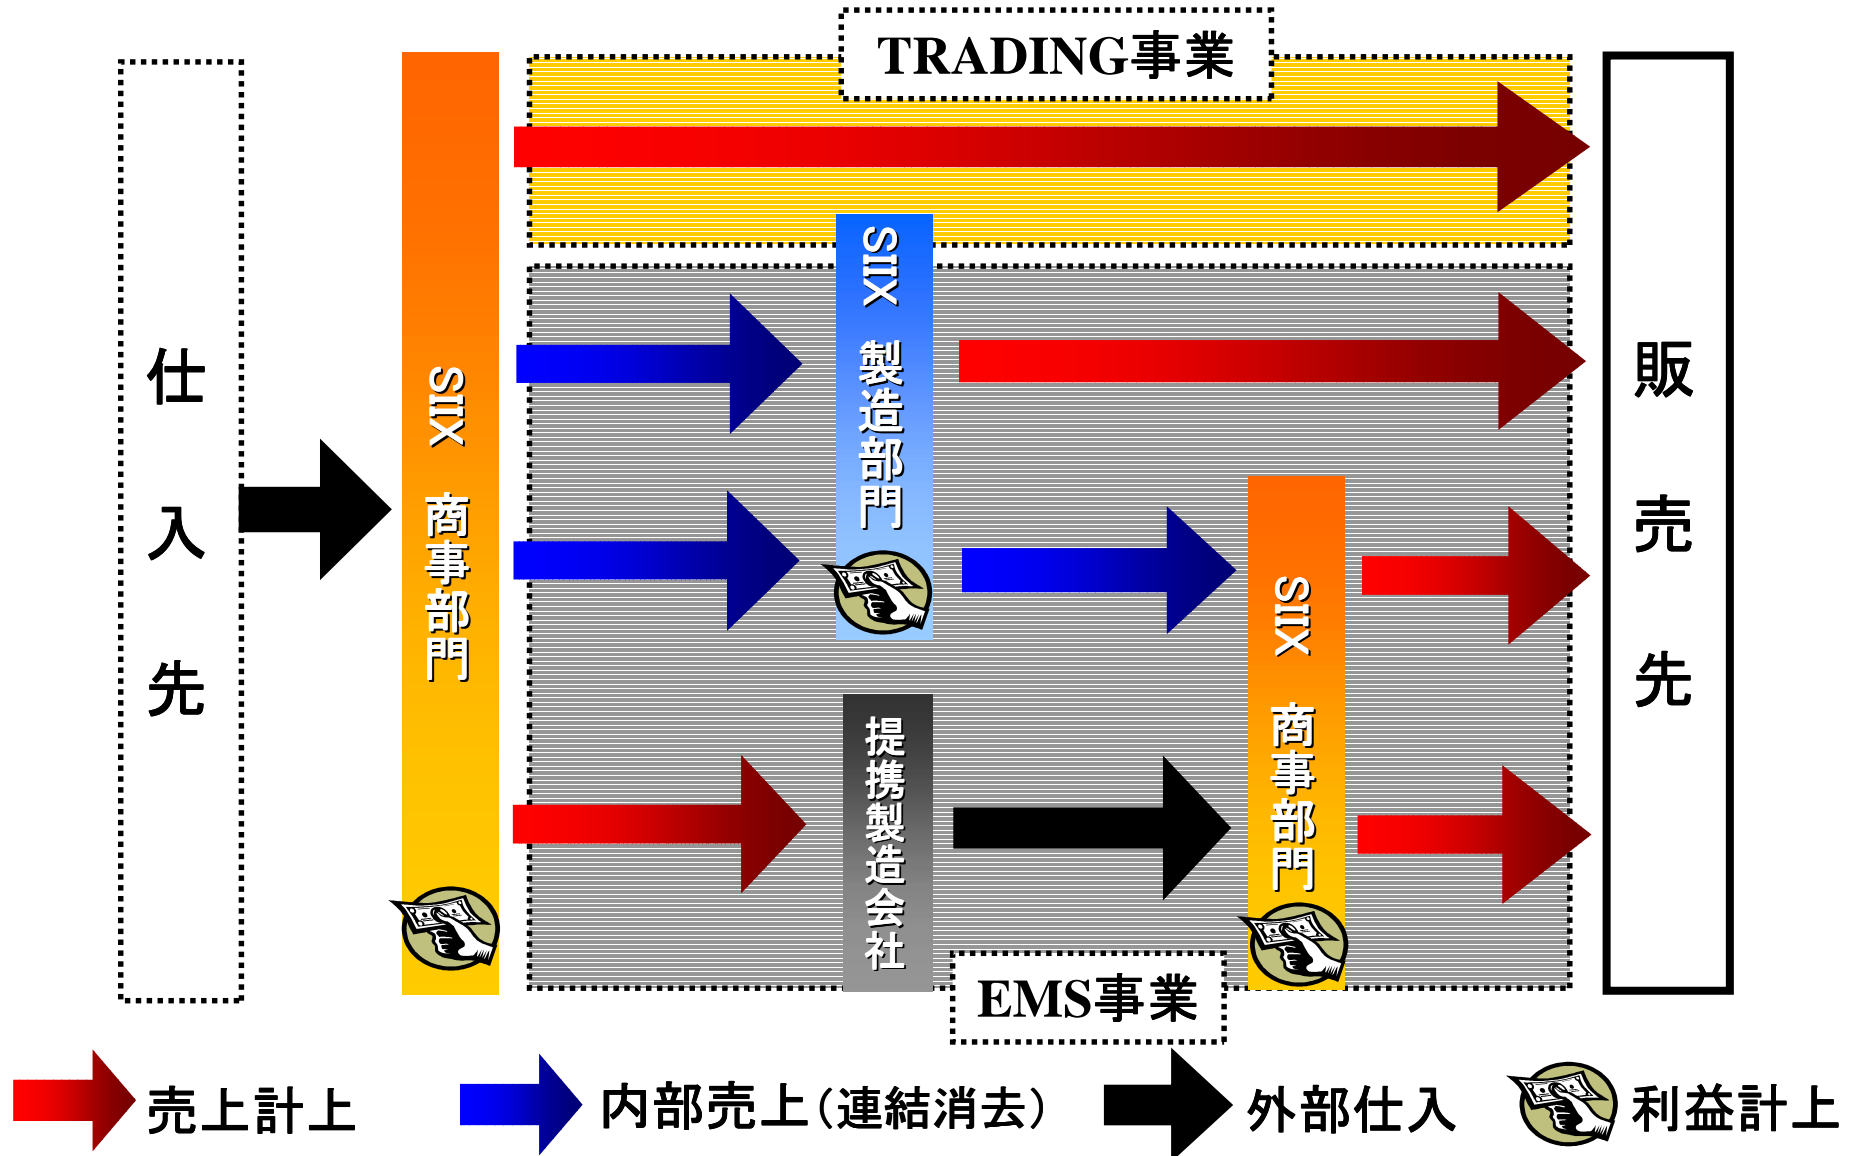 TRADING事業
仕入先
SIIX 商事部門
SIIX 製造部門
提携製造会社
SIIX 商事部門
販売先
EMS事業
売上計上
内部売上（連結消去）
外部仕入
利益計上